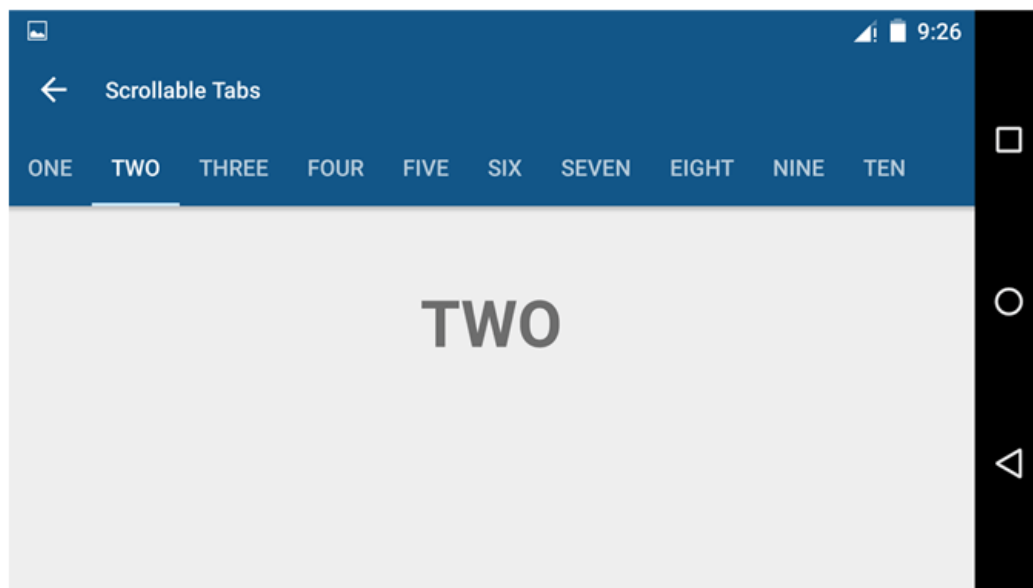 9:26
Scrollable Tabs
ONE TWO THREE FOUR FIVE SIX SEVEN EIGHT NINE TEN
TWO